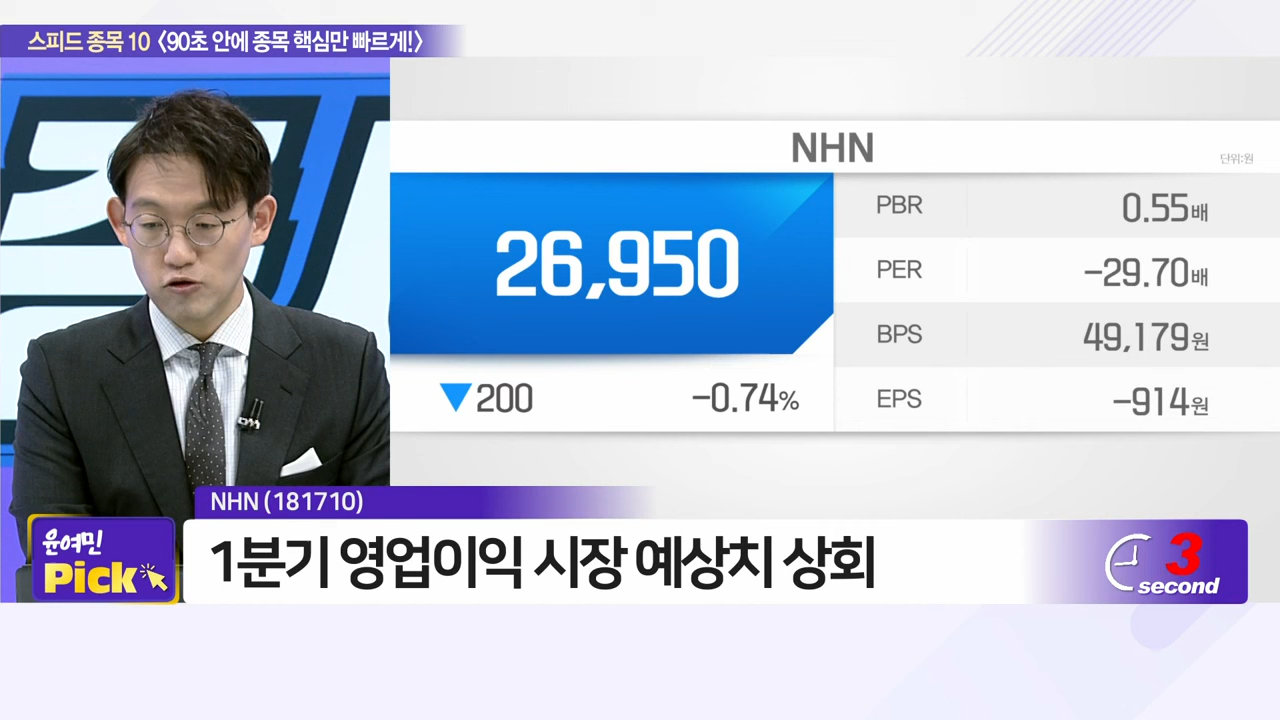 스피드 종목 10 〈90초 안에 종목 핵심만 빠르게!〉
NHN
단위:원
26,950
▼200 -0.74%
PBR 0.55배
PER -29.70배
BPS 49,179원
EPS -914원
NHN (181710)
윤여민
Pick
1분기 영업이익 시장 예상치 상회
3
second